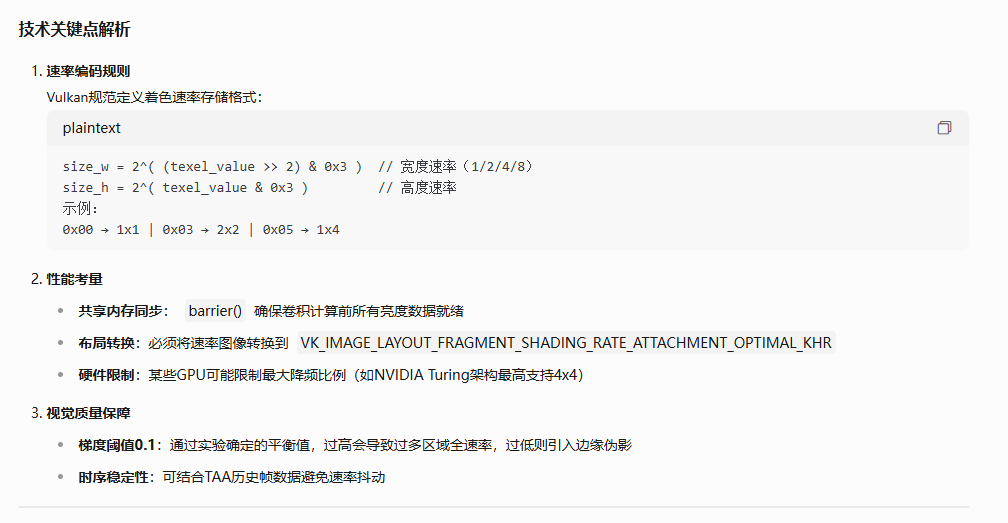 技术关键点解析
1. 速率编码规则
Vulkan规范定义着色速率存储格式：
plaintext
size_w = 2^( (texel_value >> 2) & 0x3 )  // 宽度速率（1/2/4/8）
size_h = 2^( texel_value & 0x3 )         // 高度速率
示例：
0x00 → 1x1 | 0x03 → 2x2 | 0x05 → 1x4
2. 性能考量
• 共享内存同步： barrier() 确保卷积计算前所有亮度数据就绪
• 布局转换：必须将速率图像转换到 VK_IMAGE_LAYOUT_FRAGMENT_SHADING_RATE_ATTACHMENT_OPTIMAL_KHR
• 硬件限制：某些GPU可能限制最大降频比例（如NVIDIA Turing架构最高支持4x4）
3. 视觉质量保障
• 梯度阈值0.1：通过实验确定的平衡值，过高会导致过多区域全速率，过低则引入边缘伪影
• 时序稳定性：可结合TAA历史帧数据避免速率抖动